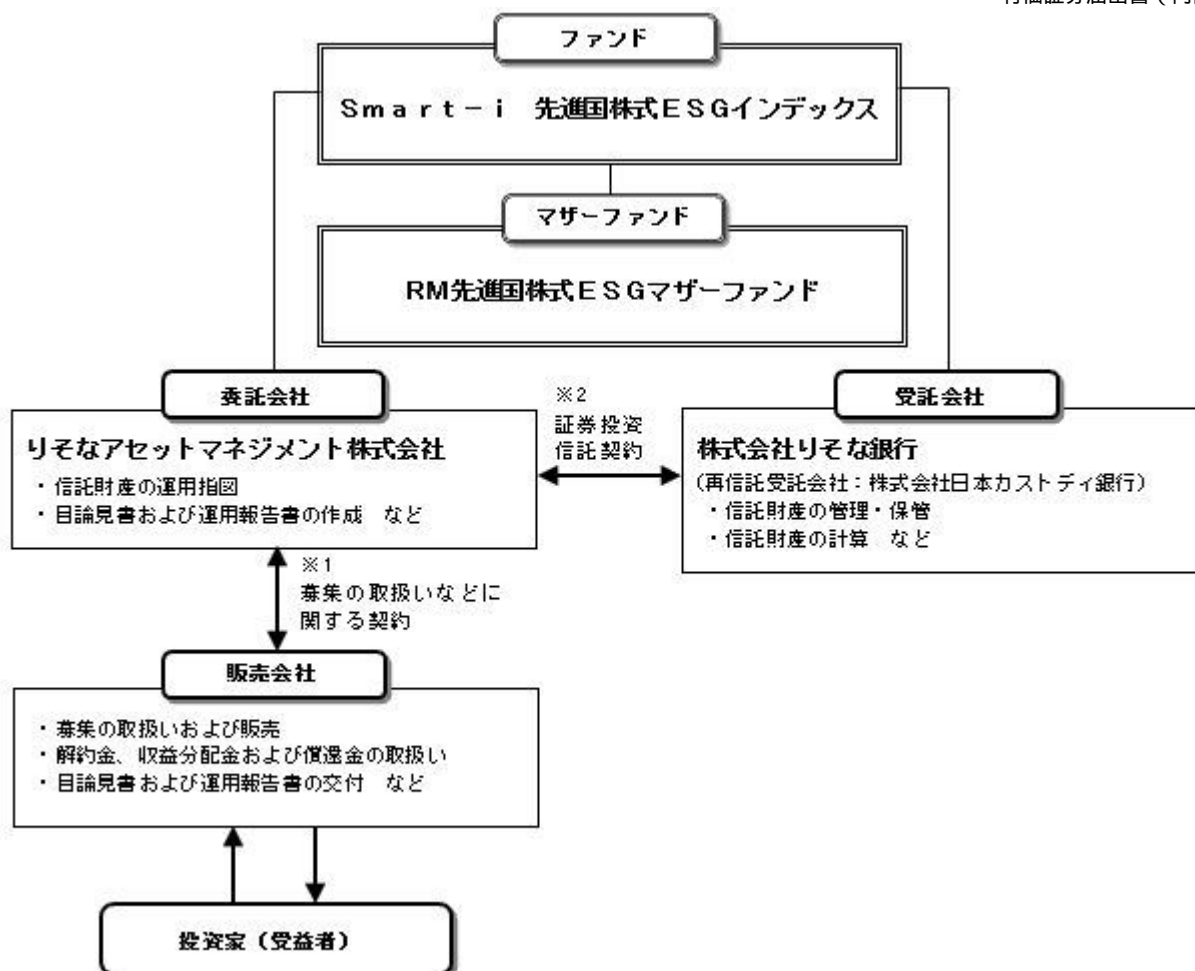 ファンド
Ｓｍａｒｔ－ｉ　先進国株式ＥＳＧインデックス
マザーファンド
RM先進国株式ＥＳＧマザーファンド
委託会社
りそなアセットマネジメント株式会社
・信託財産の運用指図
・目論見書および運用報告書の作成　など
※2
証券投資
信託契約
受託会社
株式会社りそな銀行
（再信託受託会社：株式会社日本カストディ銀行）
・信託財産の管理・保管
・信託財産の計算　など
※1
募集の取扱いなどに
関する契約
販売会社
・募集の取扱いおよび販売
・解約金、収益分配金および償還金の取扱い
・目論見書および運用報告書の交付　など
投資家（受益者）